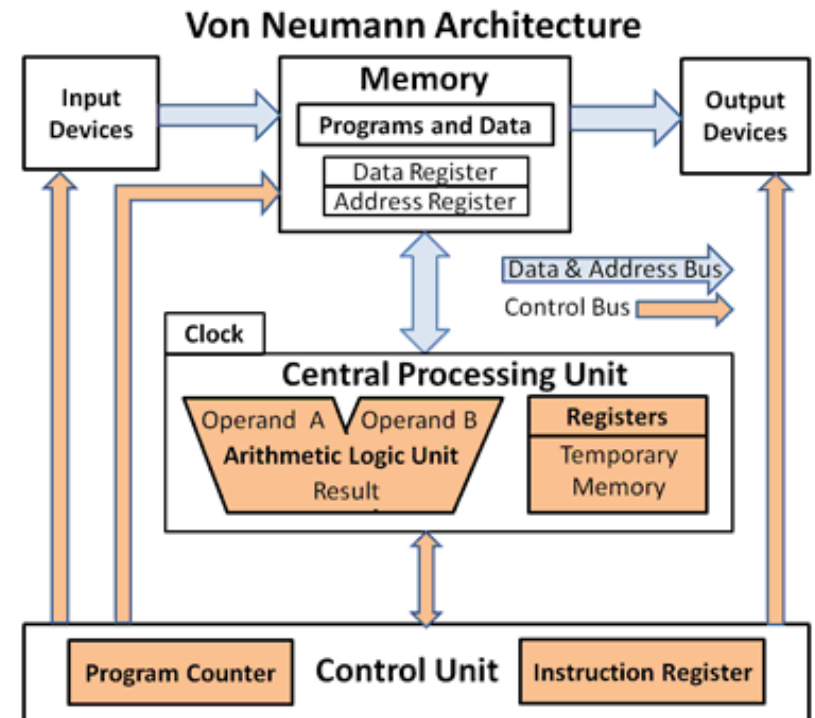 Von Neumann Architecture
Input
Devices
Memory
Programs and Data
Data Register
Address Register
Output
Devices
Data & Address Bus
Control Bus
Clock
Central Processing Unit
Operand A
Operand B
Arithmetic Logic Unit
Result
Registers
Temporary
Memory
Program Counter
Control Unit
Instruction Register